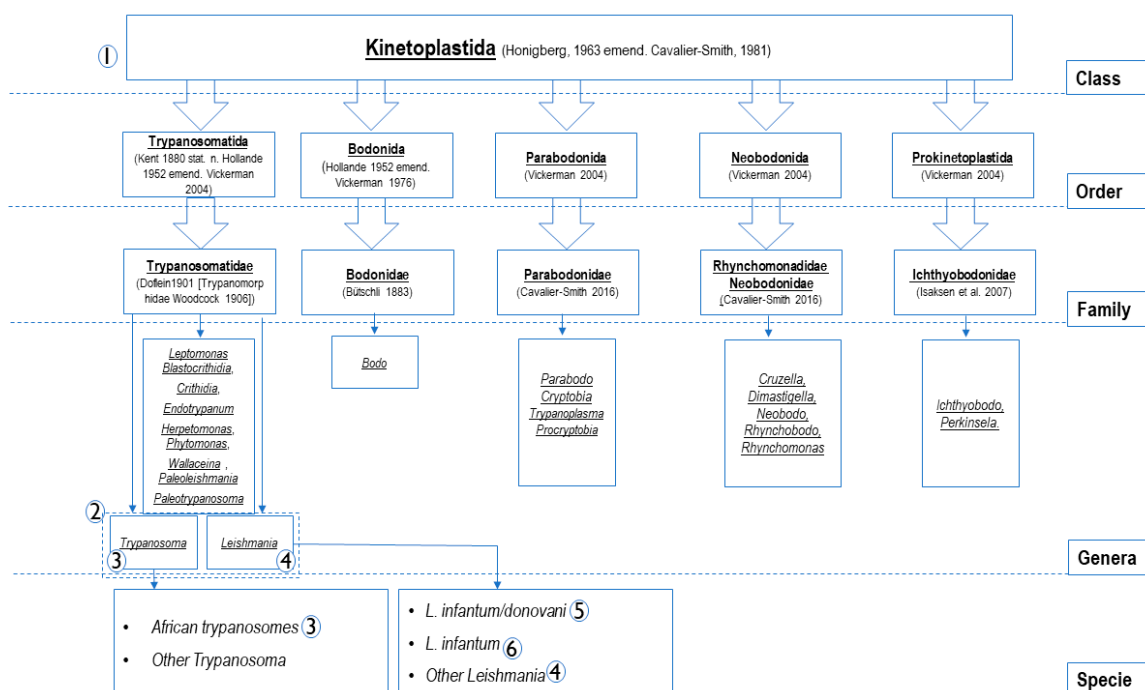 ① Kinetoplastida (Honigberg, 1963 emend. Cavalier-Smith, 1981)
Class
Trypanosomatida
(Kent 1880 stat. n. Hollande
1952 emend. Vickerman
2004)
Bodonida
(Hollande 1952 emend.
Vickerman 1976)
Parabodonida
(Vickerman 2004)
Neobodonida
(Vickerman 2004)
Prokinetoplastida
(Vickerman 2004)
Order
Trypanosomatidae
(Doflein1901 [Trypanomorp
hidae Woodcock 1906])
Bodonidae
(Bütschli 1883)
Parabodonidae
(Cavalier-Smith 2016)
Rhynchomonadidae
Neobodonidae
(Cavalier-Smith 2016)
Ichthyobodonidae
(Isaksen et al. 2007)
Family
Leptomonas
Blastocrithidia,
Crithidia,
Endotrypanum
Herpetomonas,
Phytomonas,
Wallaceina ,
Paleoleishmania
Paleotrypanosoma
Bodo
Parabodo
Cryptobia
Trypanoplasma
Procryptobia
Cruzella,
Dimastigella,
Neobodo,
Rhynchobodo,
Rhynchomonas
Ichthyobodo,
Perkinsela.
②
Trypanosoma
③
Leishmania
④
Genera
• African trypanosomes ③
• Other Trypanosoma
• L. infantum/donovani ⑤
• L. infantum ⑥
• Other Leishmania ④
Specie